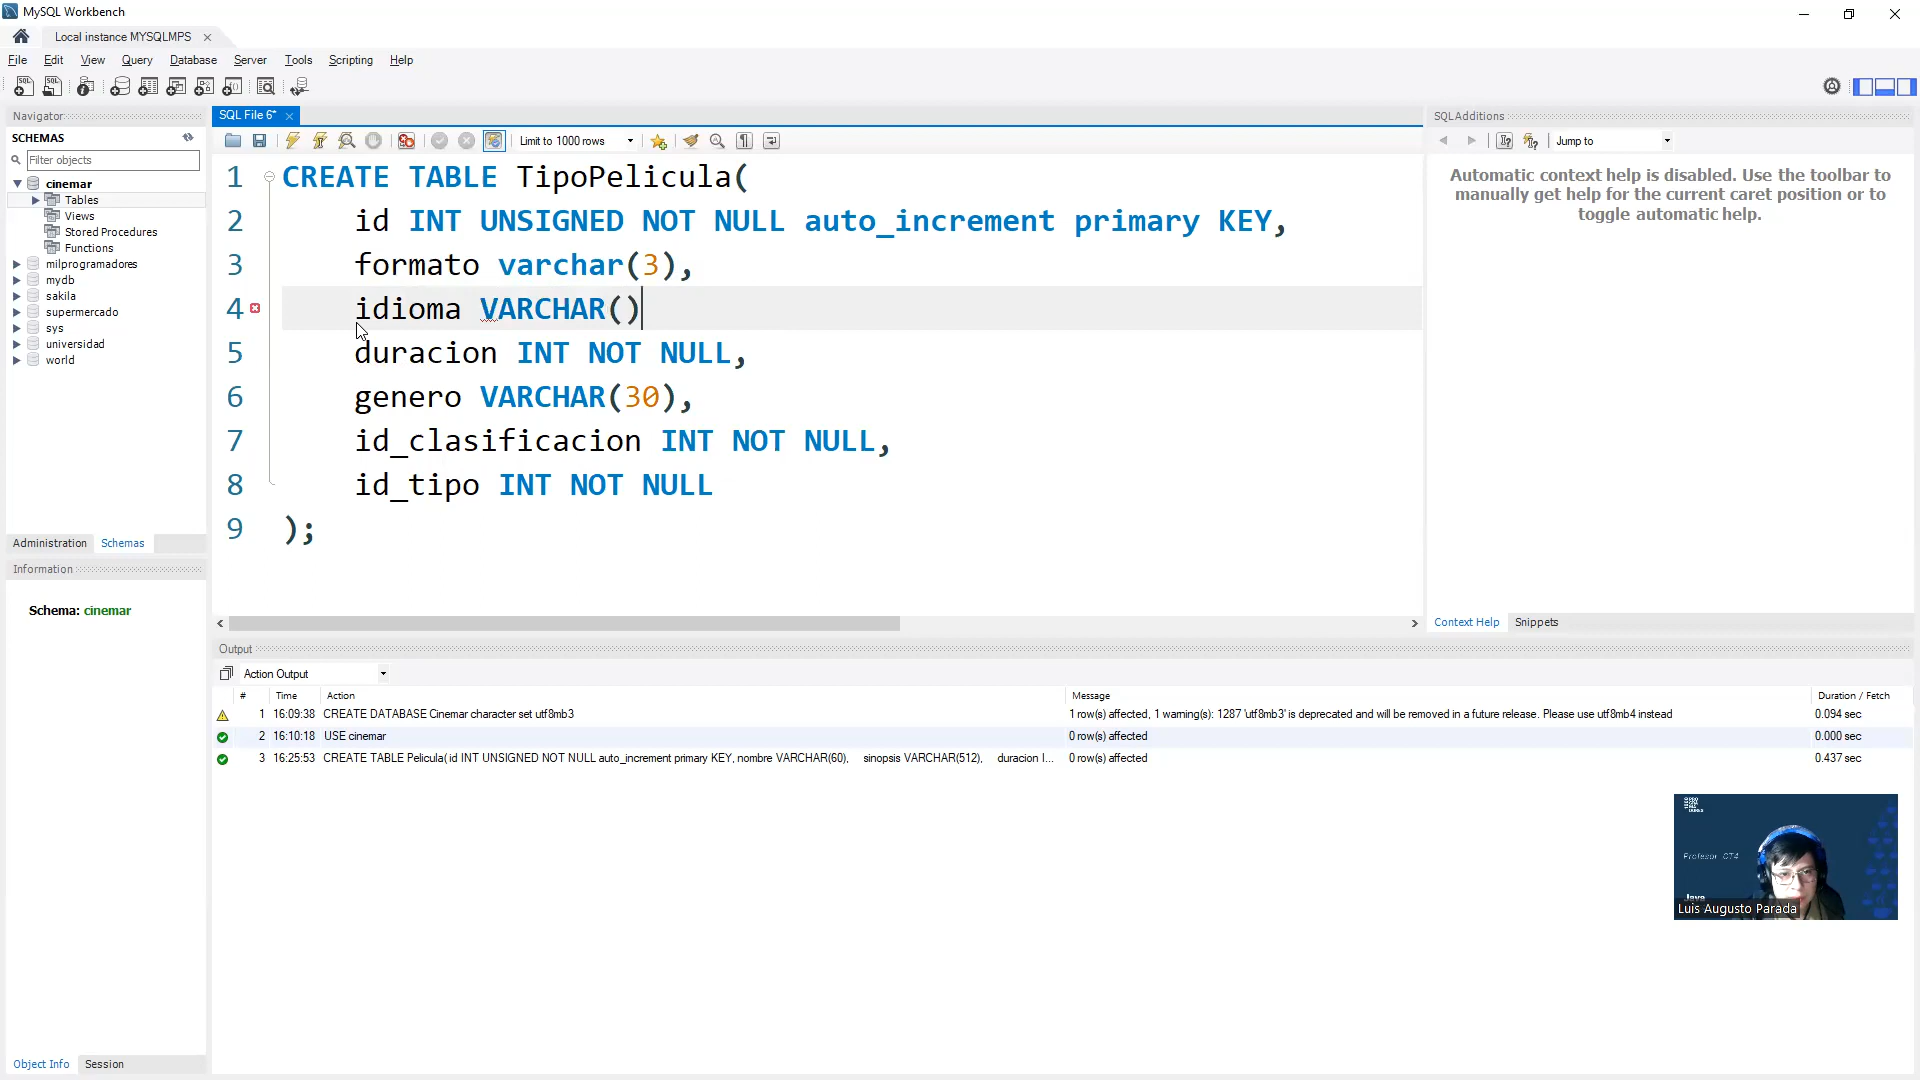 MySQL Workbench
Local instance MYSQLMPS
File Edit View Query Database Server Tools Scripting Help
Navigator
SCHEMAS
Filter objects
cinemar
Tables
Views
Stored Procedures
Functions
milprogramadores
mydb
sakila
supermercado
sys
universidad
world
Administration Schemas
Information
Schema: cinemar
Object Info Session
SQL File 6*
Limit to 1000 rows
1 CREATE TABLE TipoPelicula(
2 id INT UNSIGNED NOT NULL auto_increment primary KEY,
3 formato varchar(3),
4 idioma VARCHAR()
5 duracion INT NOT NULL,
6 genero VARCHAR(30),
7 id_clasificacion INT NOT NULL,
8 id_tipo INT NOT NULL
9 );
SQLAdditions
Jump to
Automatic context help is disabled. Use the toolbar to
manually get help for the current caret position or to
toggle automatic help.
Context Help Snippets
Output
Action Output
# Time Action Message Duration / Fetch
1 16:09:38 CREATE DATABASE Cinemar character set utf8mb3 1 row(s) affected, 1 warning(s): 1287 'utf8mb3' is deprecated and will be removed in a future release. Please use utf8mb4 instead 0.094 sec
2 16:10:18 USE cinemar 0 row(s) affected 0.000 sec
3 16:25:53 CREATE TABLE Pelicula( id INT UNSIGNED NOT NULL auto_increment primary KEY, nombre VARCHAR(60), sinopsis VARCHAR(512), duracion I... 0 row(s) affected 0.437 sec
Profesor CT4
Java
Luis Augusto Parada